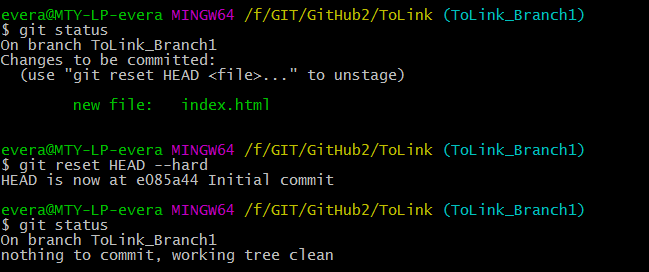 evera@MTY-LP-evera MINGW64 /f/GIT/GitHub2/ToLink (ToLink_Branch1)
$ git status
On branch ToLink_Branch1
Changes to be committed:
  (use "git reset HEAD <file>..." to unstage)
        new file:   index.html
evera@MTY-LP-evera MINGW64 /f/GIT/GitHub2/ToLink (ToLink_Branch1)
$ git reset HEAD --hard
HEAD is now at e085a44 Initial commit
evera@MTY-LP-evera MINGW64 /f/GIT/GitHub2/ToLink (ToLink_Branch1)
$ git status
On branch ToLink_Branch1
nothing to commit, working tree clean